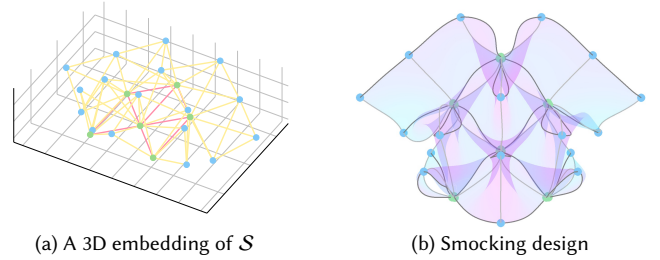 (a) A 3D embedding of 𝓢
(b) Smocking design